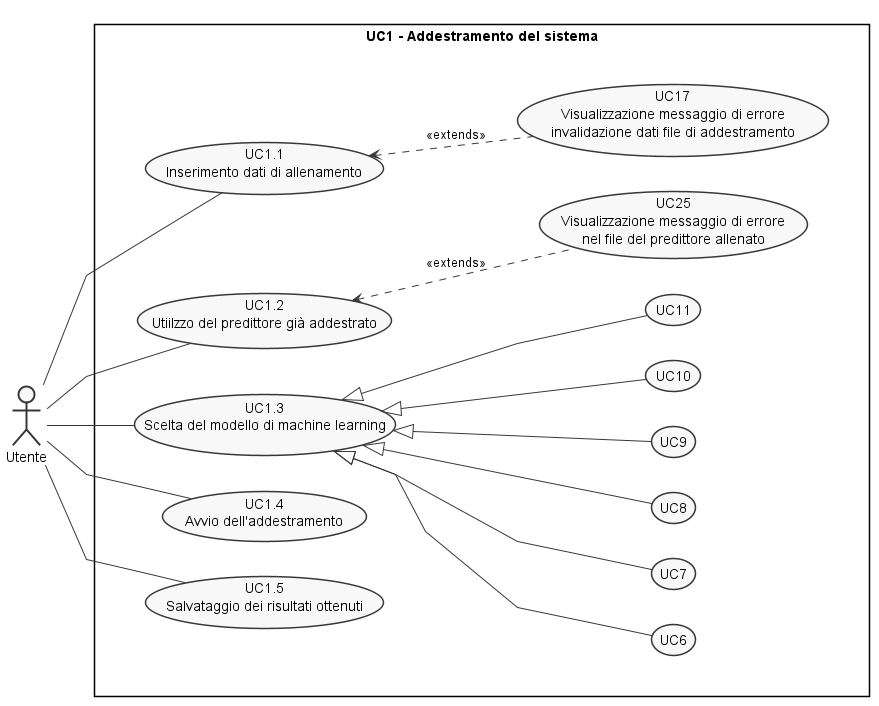 UC1 - Addestramento del sistema
UC17
Visualizzazione messaggio di errore
invalidazione dati file di addestramento
«extends»
UC1.1
Inserimento dati di allenamento
UC25
Visualizzazione messaggio di errore
nel file del predittore allenato
«extends»
UC1.2
Utiilzzo del predittore già addestrato
UC11
UC10
UC1.3
Scelta del modello di machine learning
UC9
Utente
UC8
UC1.4
Avvio dell'addestramento
UC7
UC1.5
Salvataggio dei risultati ottenuti
UC6